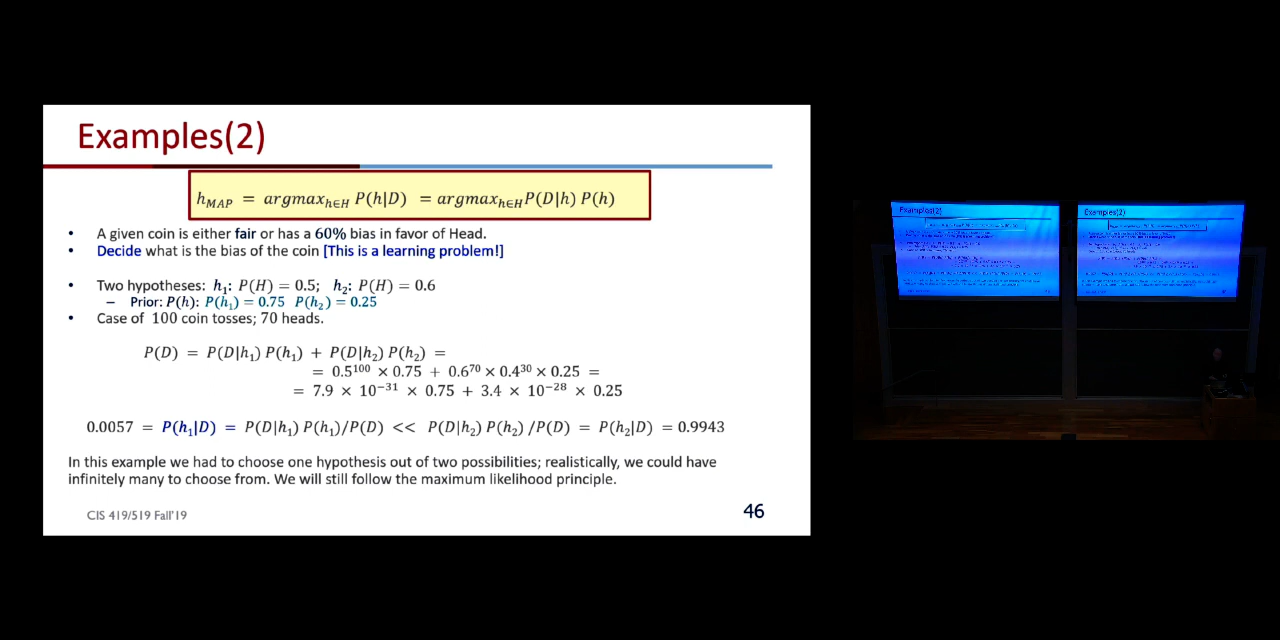 Examples(2)
h_MAP = argmax_{h∈H} P(h|D) = argmax_{h∈H} P(D|h) P(h)
• A given coin is either fair or has a 60% bias in favor of Head.
• Decide what is the bias of the coin [This is a learning problem!]
• Two hypotheses: h₁: P(H) = 0.5; h₂: P(H) = 0.6
– Prior: P(h): P(h₁) = 0.75 P(h₂) = 0.25
• Case of 100 coin tosses; 70 heads.
P(D) = P(D|h₁) P(h₁) + P(D|h₂) P(h₂) =
= 0.5¹⁰⁰ × 0.75 + 0.6⁷⁰ × 0.4³⁰ × 0.25 =
= 7.9 × 10⁻³¹ × 0.75 + 3.4 × 10⁻²⁸ × 0.25
0.0057 = P(h₁|D) = P(D|h₁) P(h₁)/P(D) << P(D|h₂) P(h₂) /P(D) = P(h₂|D) = 0.9943
In this example we had to choose one hypothesis out of two possibilities; realistically, we could have
infinitely many to choose from. We will still follow the maximum likelihood principle.
CIS 419/519 Fall'19
46
Examples(2)
Examples(2)